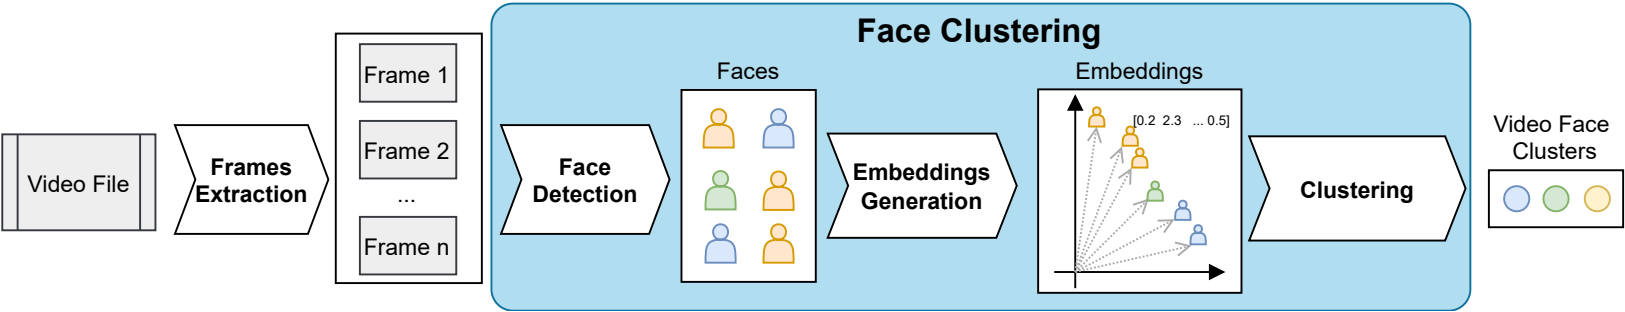 Face Clustering
Video File
Frames
Extraction
Frame 1
Frame 2
...
Frame n
Face
Detection
Faces
Embeddings
Generation
Embeddings
[0.2 2.3 ... 0.5]
Clustering
Video Face
Clusters